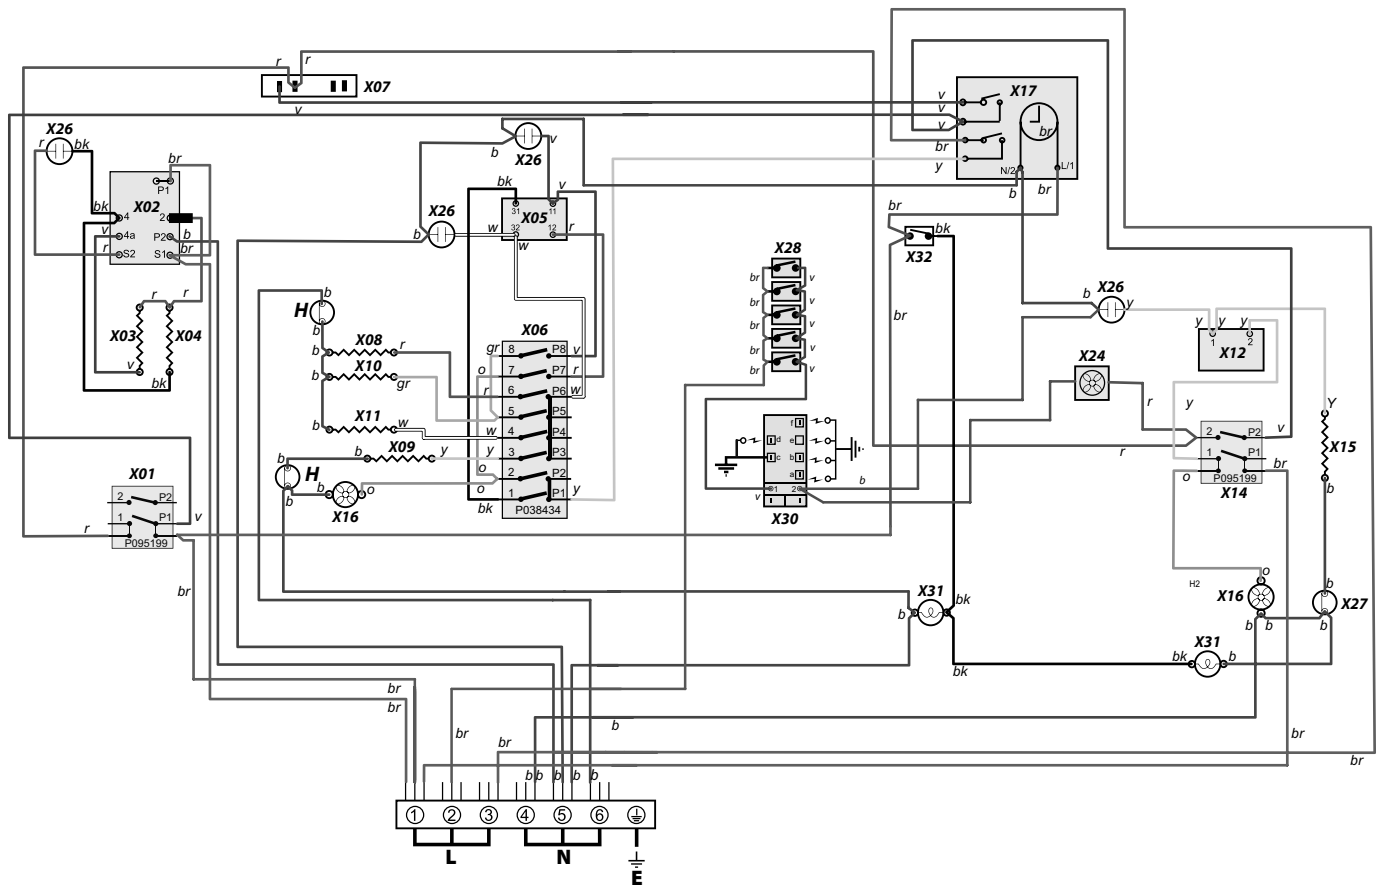 r
r
X07
v
X26
r
bk
br
P1
bk
X02
4
2
v
4a
P2
b
r
S2
S1
br
r
r
X03
X04
v
bk
X01
2
P2
1
P1
v
r
P095199
br
b
X26
v
bk
v
31
11
X05
32
12
r
X26
b
w
w
H
b
b
X06
b
X08
r
b
X10
gr
b
X11
w
b
X09
y
b
H
b
b
X16
o
gr
8
P8
v
o
7
P7
r
r
6
P6
w
5
P5
w
4
P4
y
3
P3
o
2
P2
o
1
P1
y
bk
P038434
X28
br
v
br
v
br
v
br
v
br
v
f
d
e
c
b
a
v
1
2
b
X30
X17
v
v
v
br
y
br
N/2
L/1
b
br
br
bk
X32
br
X26
b
y
y
y
y
1
2
X12
X24
r
y
r
2
P2
v
1
P1
br
o
P095199
X14
Y
X15
b
H2
o
X16
b
b
b
X27
b
X31
b
bk
bk
X31
bk
b
br
br
br
br
b
br
br
b
b
b
b
b
1
2
3
4
5
6
L
N
E